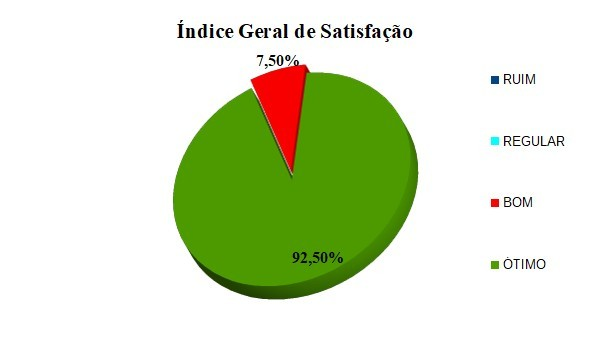 Índice Geral de Satisfação
7,50%
RUIM
REGULAR
BOM
92,50%
ÓTIMO